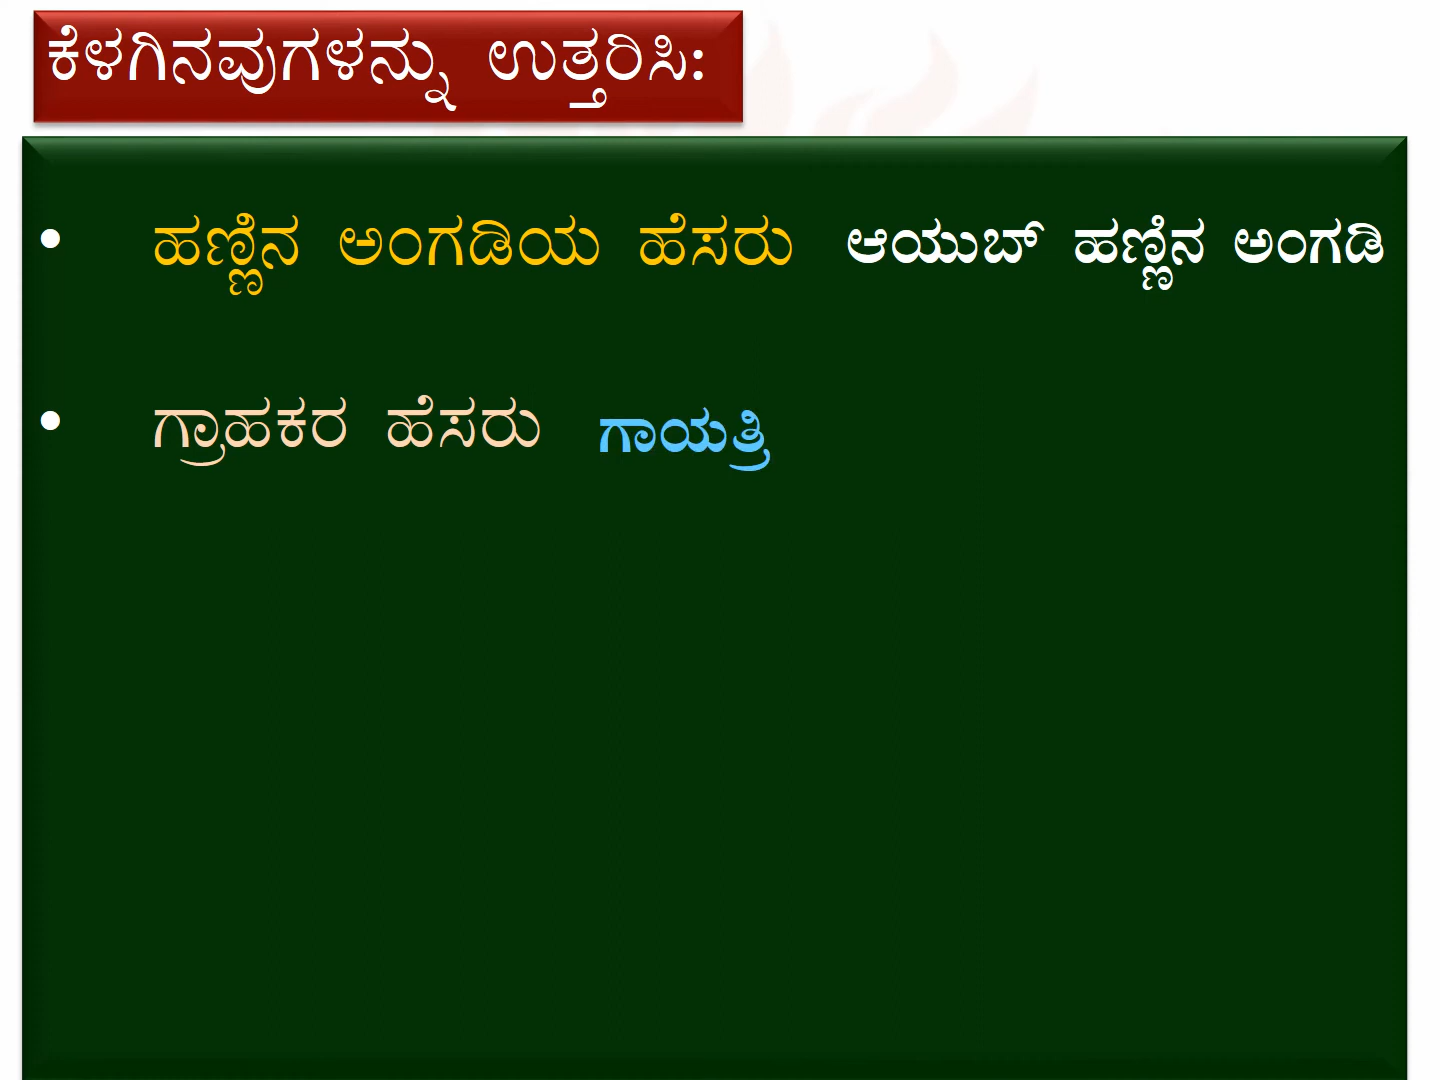 ಕೆಳಗಿನವುಗಳನ್ನು ಉತ್ತರಿಸಿ:
• ಹಣ್ಣಿನ ಅಂಗಡಿಯ ಹೆಸರು ಆಯುಬ್ ಹಣ್ಣಿನ ಅಂಗಡಿ
• ಗ್ರಾಹಕರ ಹೆಸರು ಗಾಯತ್ರಿ